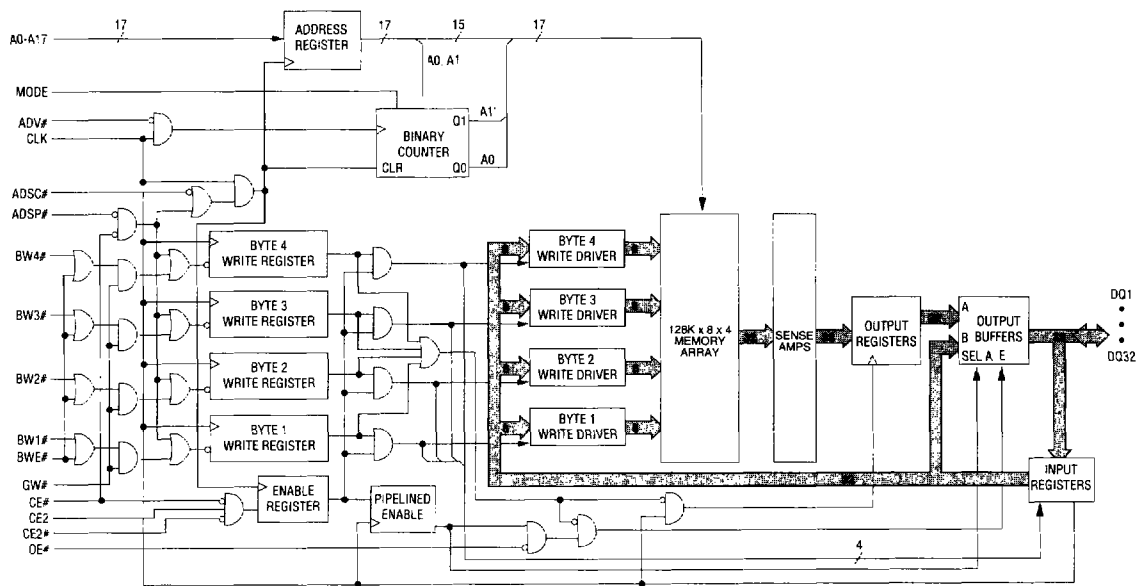 A0-A17
17
ADDRESS
REGISTER
17
15
17
A0, A1
MODE
ADV#
CLK
BINARY
COUNTER
Q1
A1'
CLR
Q0
A0
ADSC#
ADSP#
BW4#
BYTE 4
WRITE REGISTER
BYTE 4
WRITE DRIVER
BW3#
BYTE 3
WRITE REGISTER
BYTE 3
WRITE DRIVER
BW2#
BYTE 2
WRITE REGISTER
BYTE 2
WRITE DRIVER
BW1#
BWE#
BYTE 1
WRITE REGISTER
BYTE 1
WRITE DRIVER
128K x 8 x 4
MEMORY
ARRAY
SENSE
AMPS
OUTPUT
REGISTERS
A
B
OUTPUT
BUFFERS
SEL A, E
DQ1
DQ32
GW#
CE#
CE2
CE2#
OE#
ENABLE
REGISTER
PIPELINED
ENABLE
INPUT
REGISTERS
4